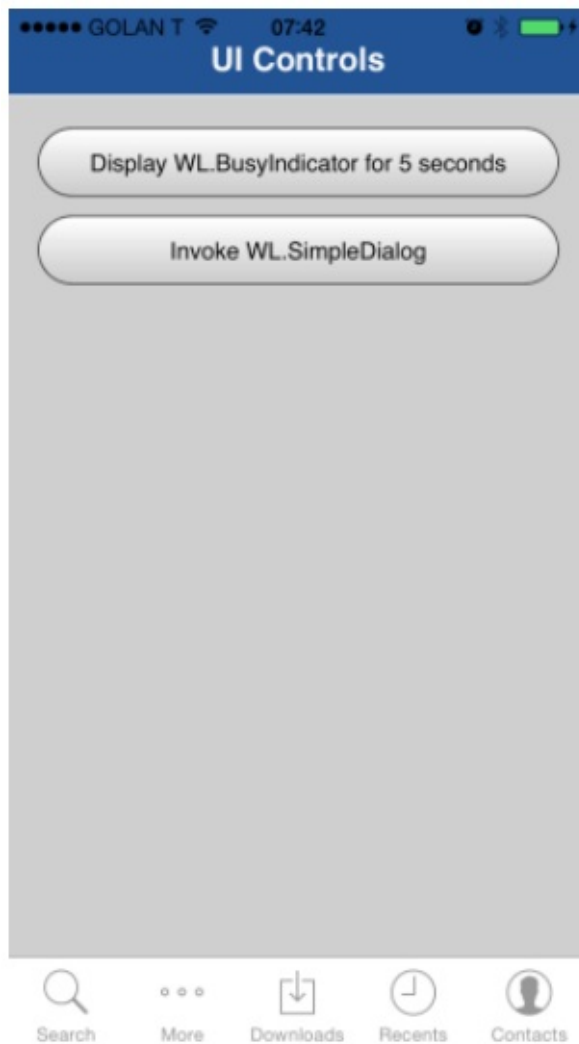 GOLAN T 07:42
UI Controls
Display WL.BusyIndicator for 5 seconds
Invoke WL.SimpleDialog
Search More Downloads Recents Contacts